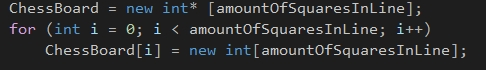 ChessBoard = new int* [amountOfSquaresInLine];
for (int i = 0; i < amountOfSquaresInLine; i++)
ChessBoard[i] = new int[amountOfSquaresInLine];